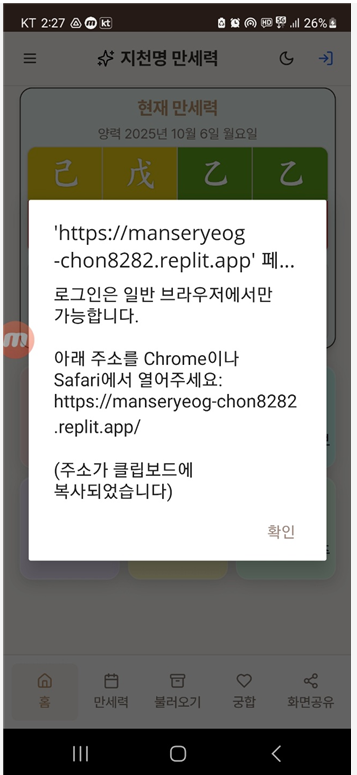 KT 2:27 m kt HD 5G 26%
지천명 만세력
현재 만세력
양력 2025년 10월 6일 월요일
己 戊 乙 乙
'https://manseryeog
-chon8282.replit.app' 페...
로그인은 일반 브라우저에서만
가능합니다.
아래 주소를 Chrome이나
Safari에서 열어주세요:
https://manseryeog-chon8282
.replit.app/
(주소가 클립보드에
복사되었습니다)
확인
홈 만세력 불러오기 궁합 화면공유